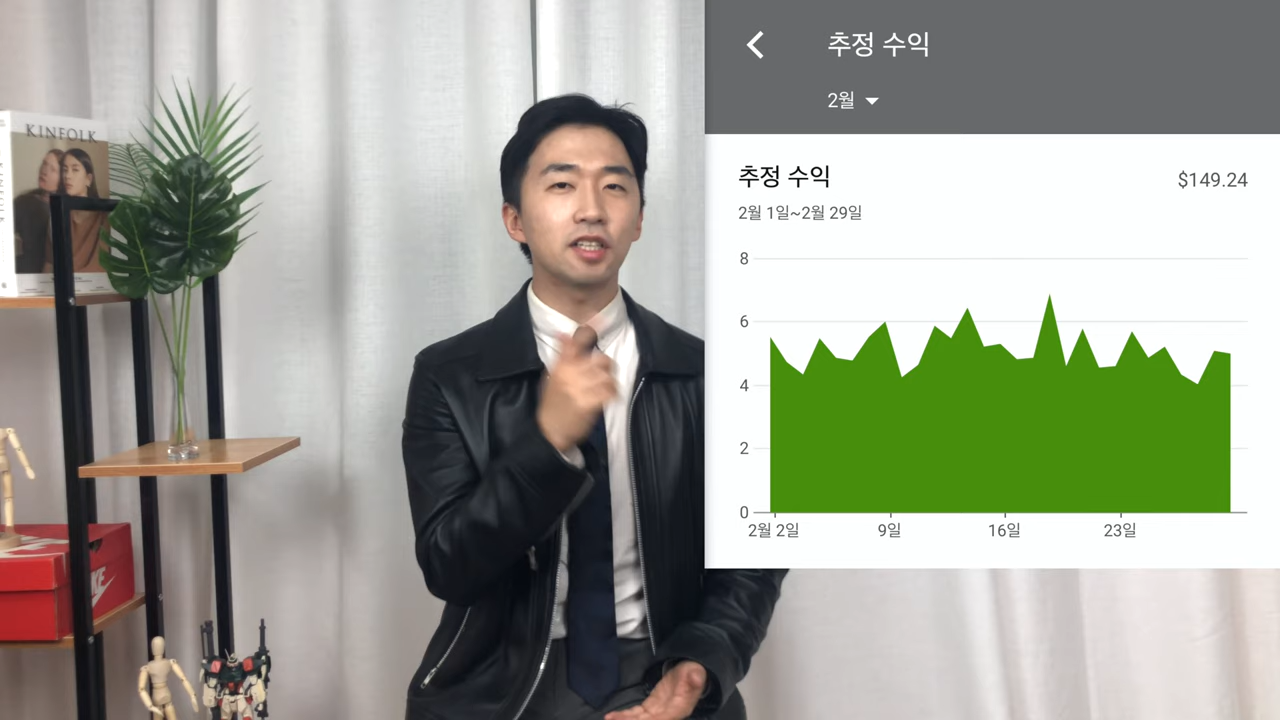 KINFOLK
NIKE
추정 수익
2월
추정 수익
$149.24
2월 1일~2월 29일
8
6
4
2
0
2월 2일
9일
16일
23일